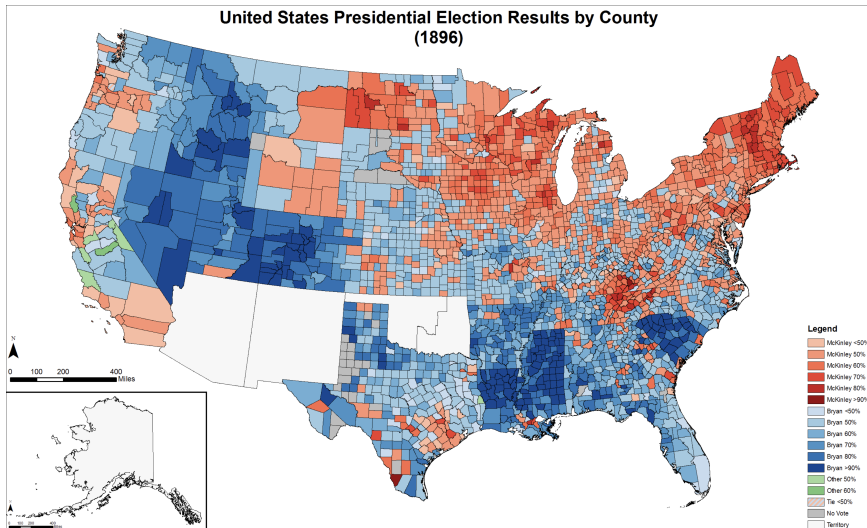 United States Presidential Election Results by County
(1896)
N
0 100 200 400
Miles
Legend
McKinley <50%
McKinley 50%
McKinley 60%
McKinley 70%
McKinley 80%
McKinley >90%
Bryan <50%
Bryan 50%
Bryan 60%
Bryan 70%
Bryan 80%
Bryan >90%
Other 50%
Other 60%
Tie <50%
No Vote
Territory